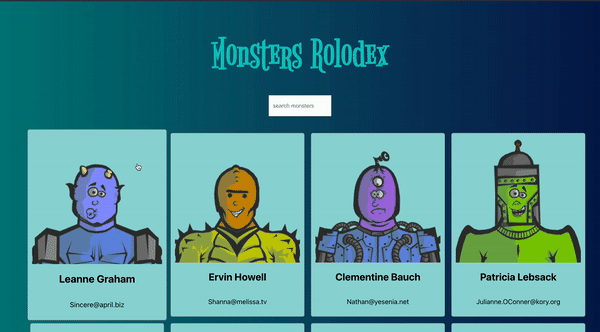 Monsters Rolodex
search monsters
Leanne Graham
Ervin Howell
Clementine Bauch
Patricia Lebsack
Sincere@april.biz
Shanna@melissa.tv
Nathan@yesenia.net
Julianne.OConner@kory.org